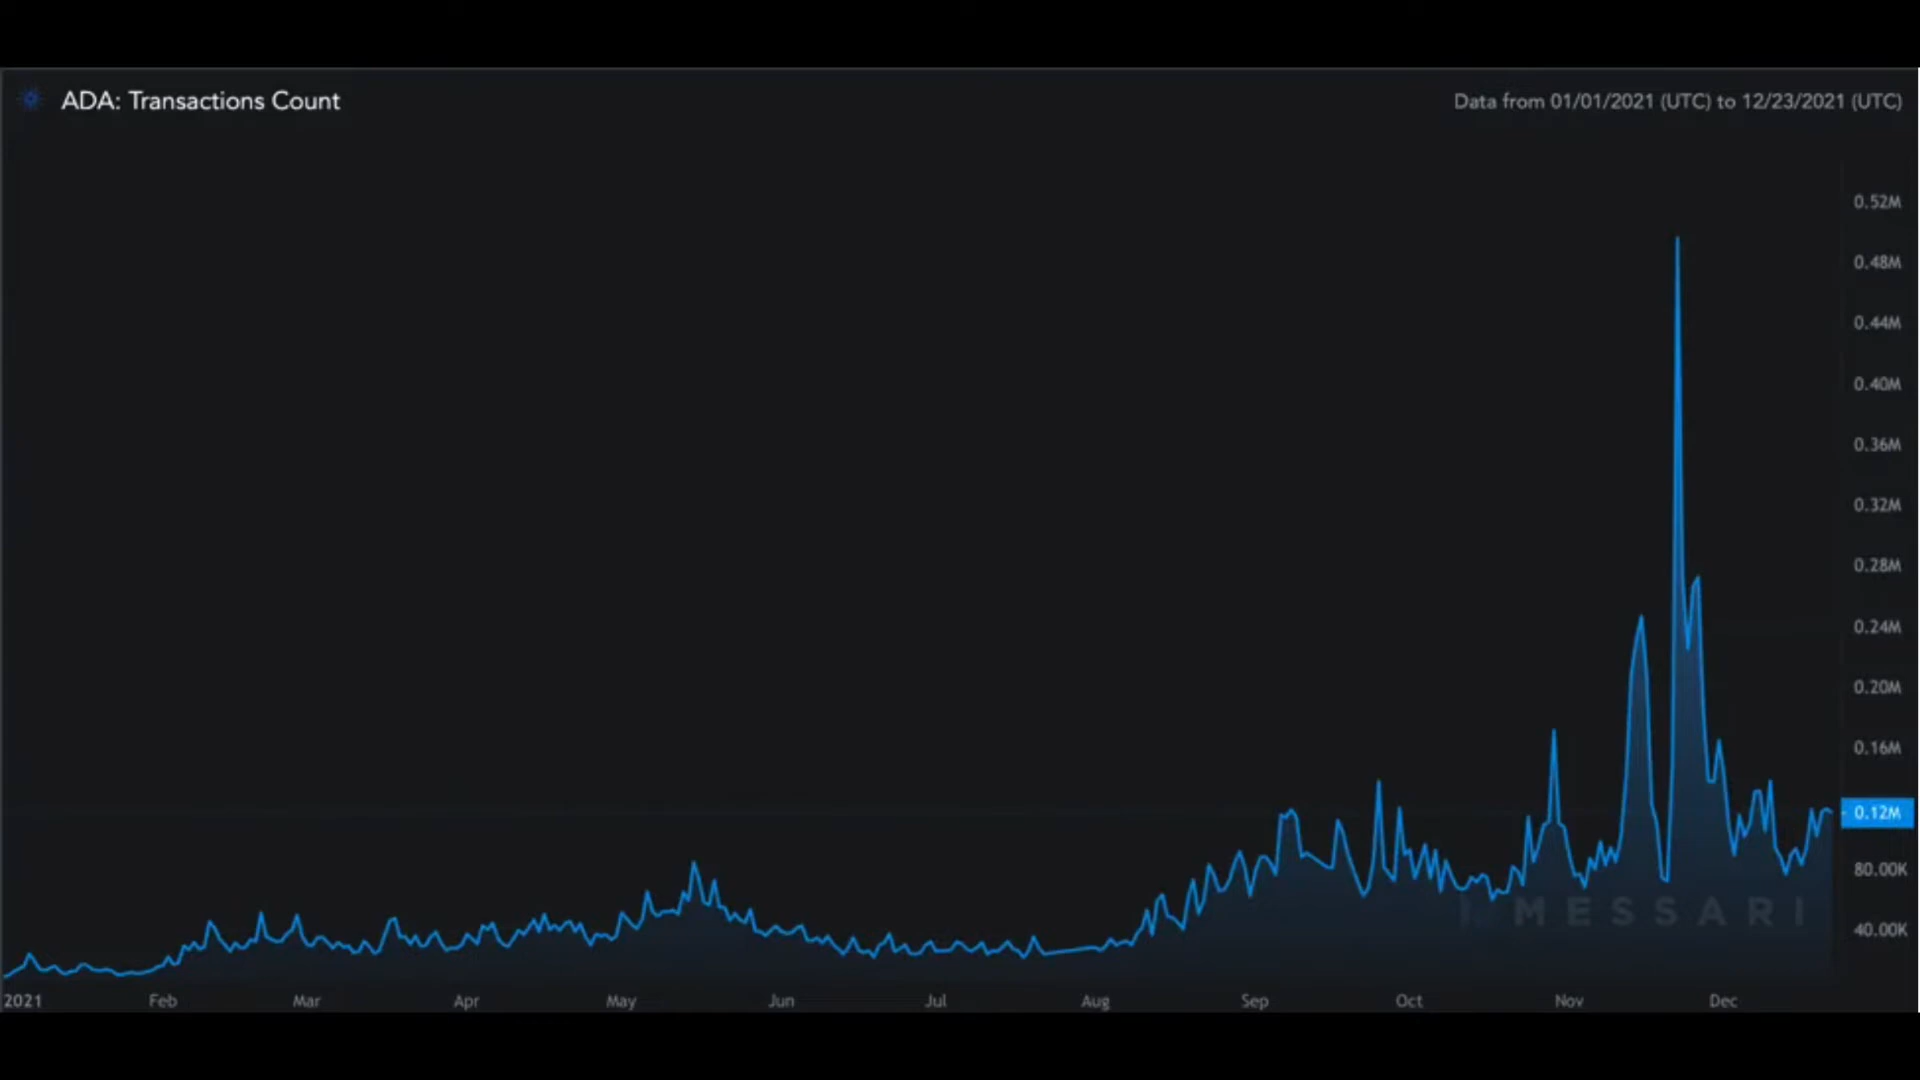 ADA: Transactions Count
Data from 01/01/2021 (UTC) to 12/23/2021 (UTC)
0.52M
0.48M
0.44M
0.40M
0.36M
0.32M
0.28M
0.24M
0.20M
0.16M
0.12M
80.00K
40.00K
MESSARI
2021 Feb Mar Apr May Jun Jul Aug Sep Oct Nov Dec